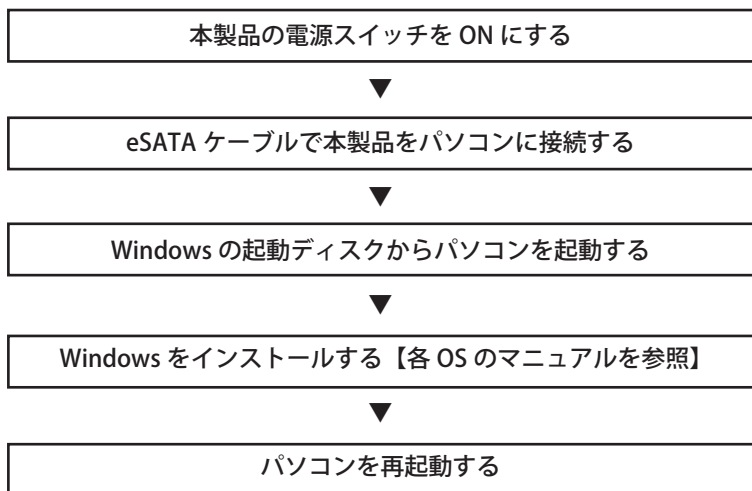 本製品の電源スイッチを ON にする
▼
eSATA ケーブルで本製品をパソコンに接続する
▼
Windows の起動ディスクからパソコンを起動する
▼
Windows をインストールする【各 OS のマニュアルを参照】
▼
パソコンを再起動する